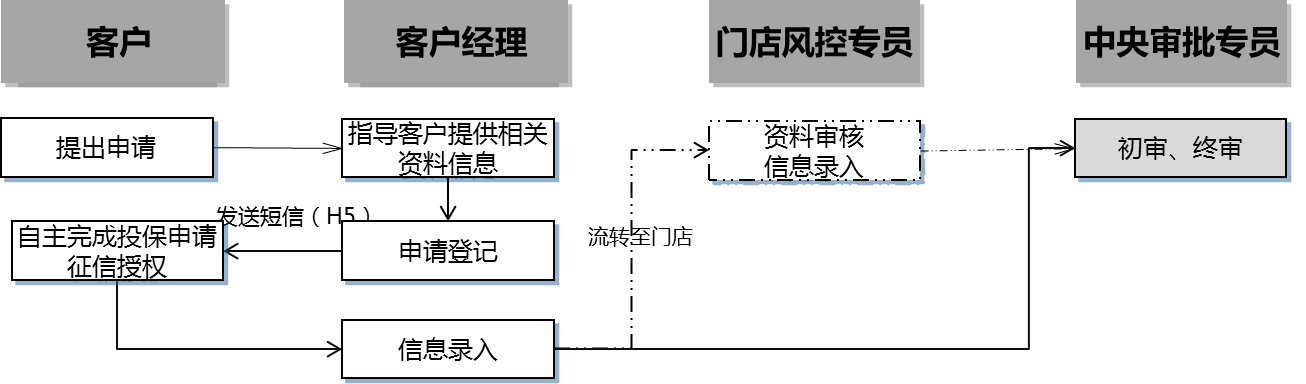 客户
客户经理
门店风控专员
中央审批专员
提出申请
指导客户提供相关
资料信息
资料审核
信息录入
初审、终审
发送短信（H5）
自主完成投保申请
征信授权
申请登记
流转至门店
信息录入